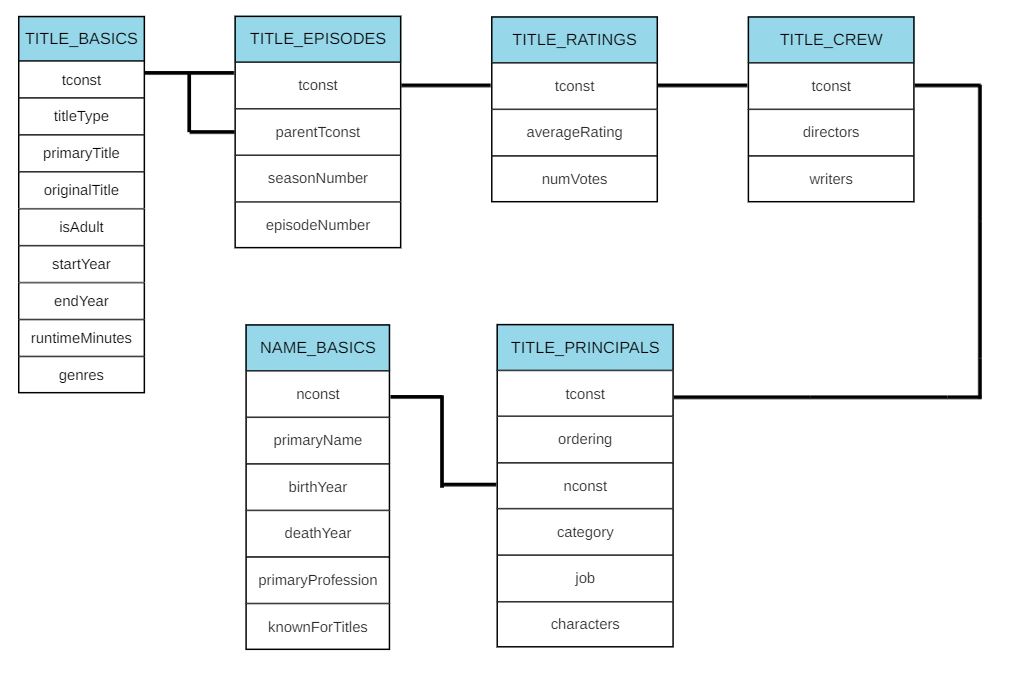 TITLE_BASICS
tconst
titleType
primaryTitle
originalTitle
isAdult
startYear
endYear
runtimeMinutes
genres
TITLE_EPISODES
tconst
parentTconst
seasonNumber
episodeNumber
TITLE_RATINGS
tconst
averageRating
numVotes
TITLE_CREW
tconst
directors
writers
NAME_BASICS
nconst
primaryName
birthYear
deathYear
primaryProfession
knownForTitles
TITLE_PRINCIPALS
tconst
ordering
nconst
category
job
characters